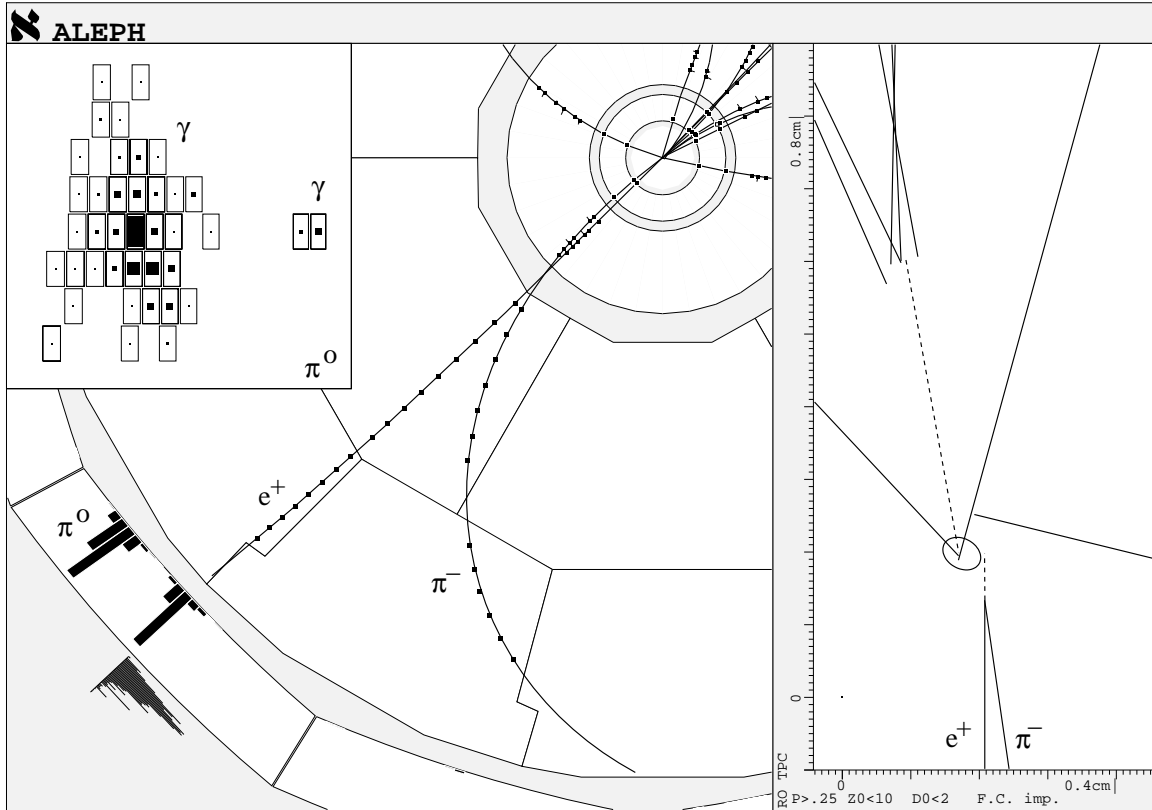 ℵ ALEPH
γ
γ
π⁰
e⁺
π⁰
π⁻
0.8cm
0
e⁺
π⁻
RO TPC
0
0.4cm
P>.25 Z0<10 D0<2 F.C. imp.